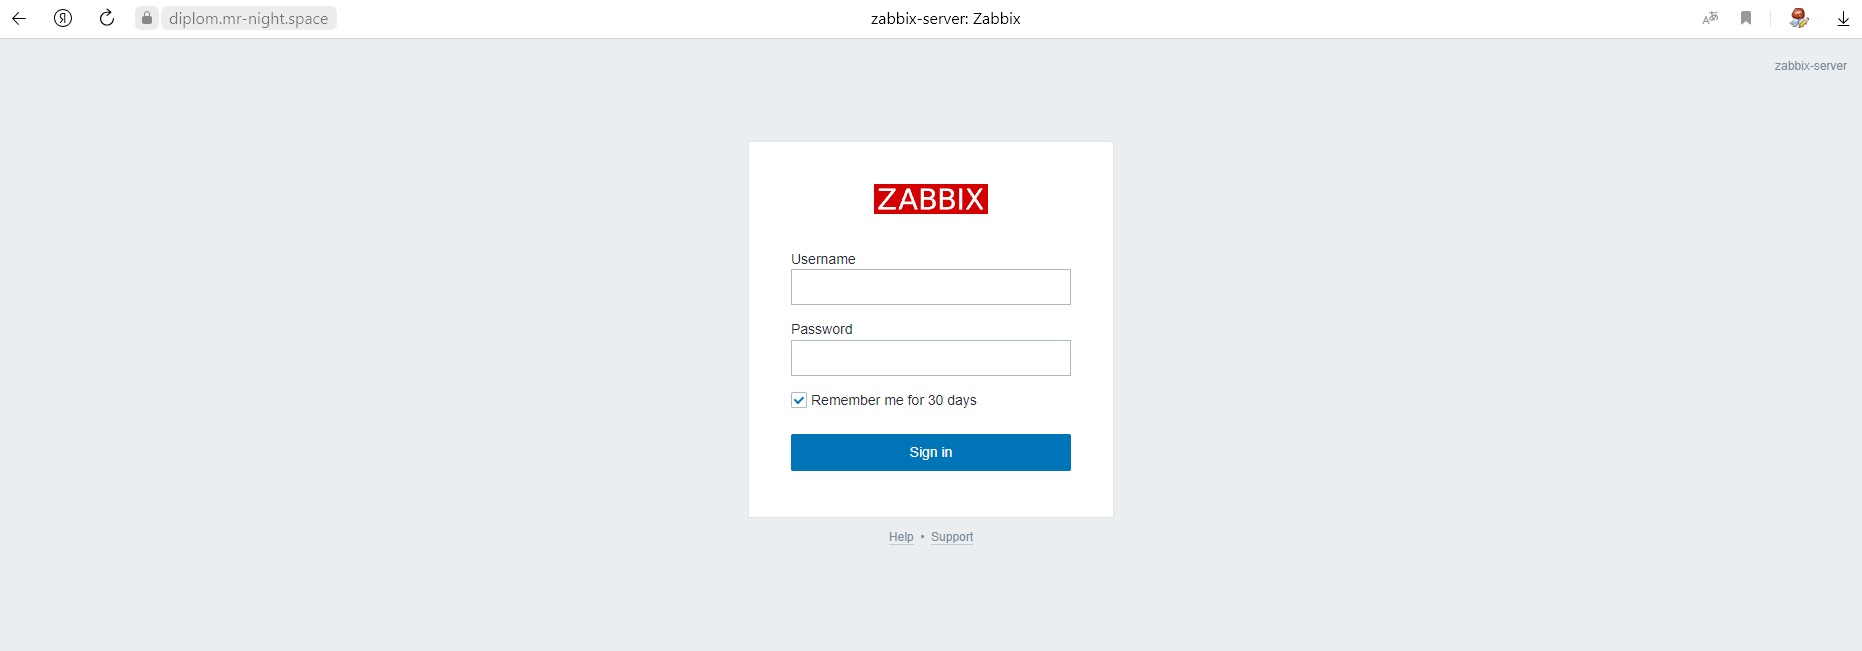 diplom.mr-night.space
zabbix-server: Zabbix
zabbix-server
ZABBIX
Username
Password
Remember me for 30 days
Sign in
Help • Support